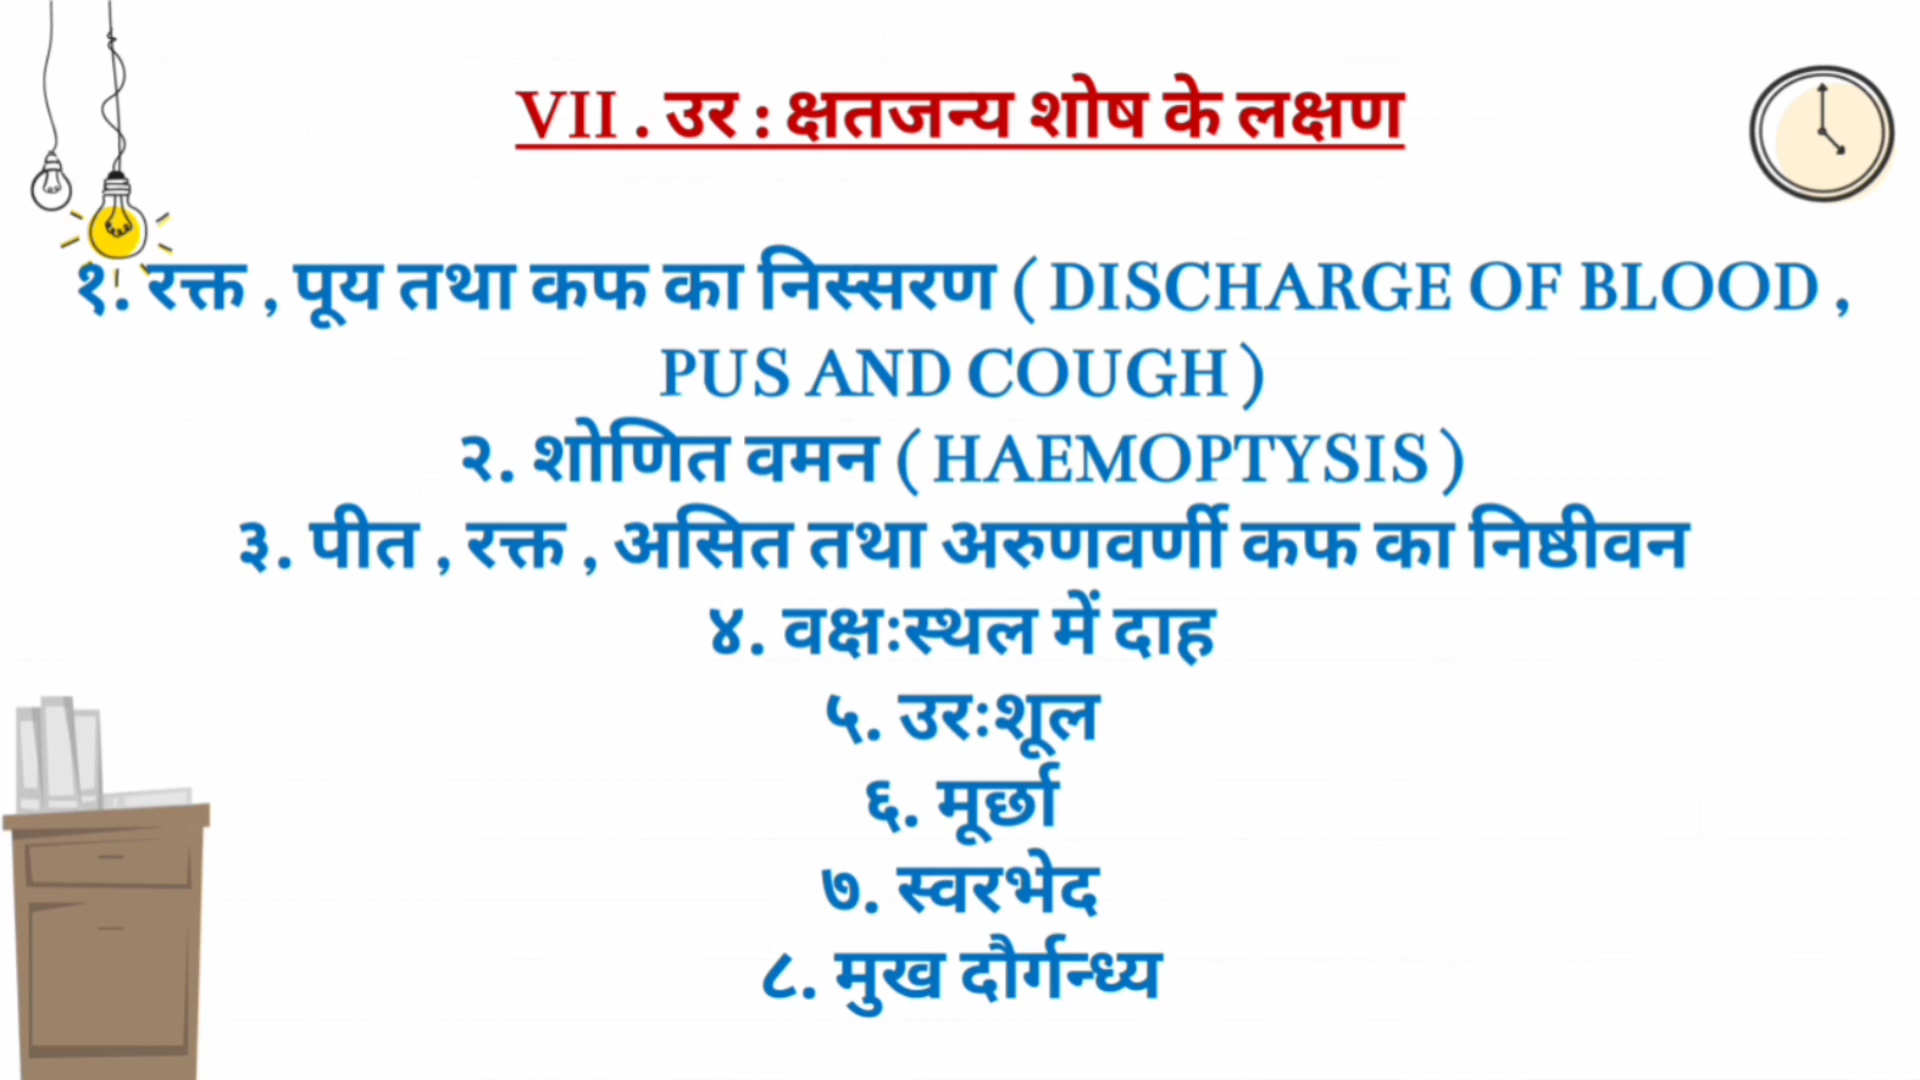 VII . उर : क्षतजन्य शोष के लक्षण
१. रक्त , पूय तथा कफ का निस्सरण ( DISCHARGE OF BLOOD ,
PUS AND COUGH )
२. शोणित वमन ( HAEMOPTYSIS )
३. पीत , रक्त , असित तथा अरुणवर्णी कफ का निष्ठीवन
४. वक्षःस्थल में दाह
५. उरःशूल
६. मूर्छा
७. स्वरभेद
८. मुख दौर्गन्ध्य